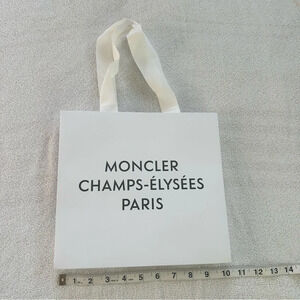 MONCLER
CHAMPS-ÉLYSÉES
PARIS
1 2 3 4 5 6 7 8 9 10 11 12 13 14